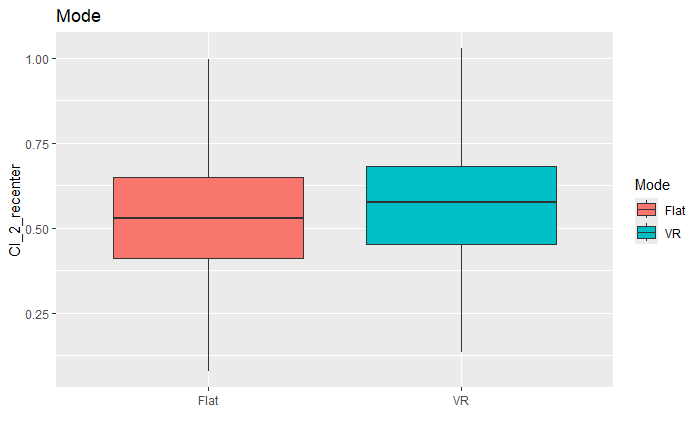 Mode
1.00
0.75
0.50
0.25
CI_2_recenter
Flat
VR
Mode
Flat
VR